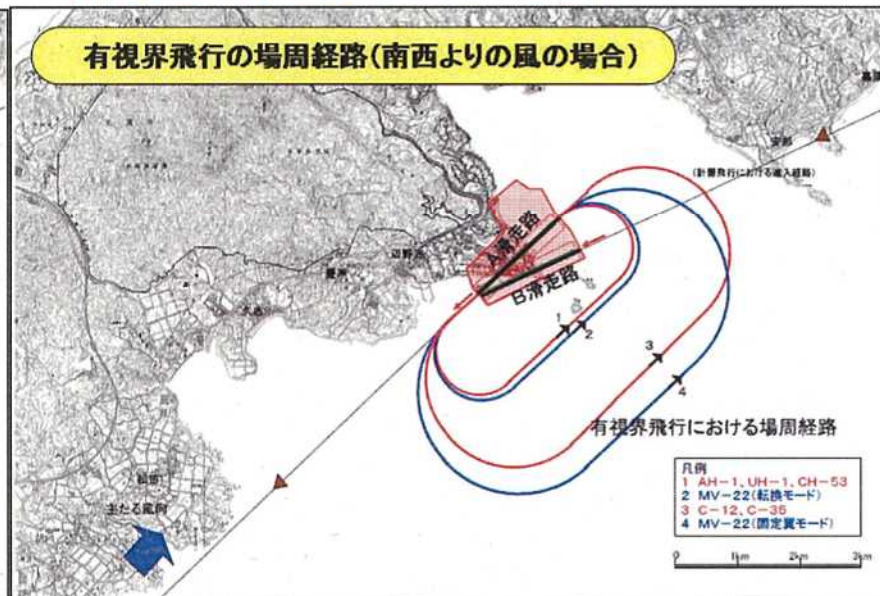 有視界飛行の場周経路(南西よりの風の場合)
安部
(計器飛行における進入経路)
A滑走路
辺野古
豊原
B滑走路
久志
1
2
3
4
有視界飛行における場周経路
松田
主たる風向
凡例
1 AH-1、UH-1、CH-53
2 MV-22(転換モード)
3 C-12、C-35
4 MV-22(固定翼モード)
0 1km 2km 3km